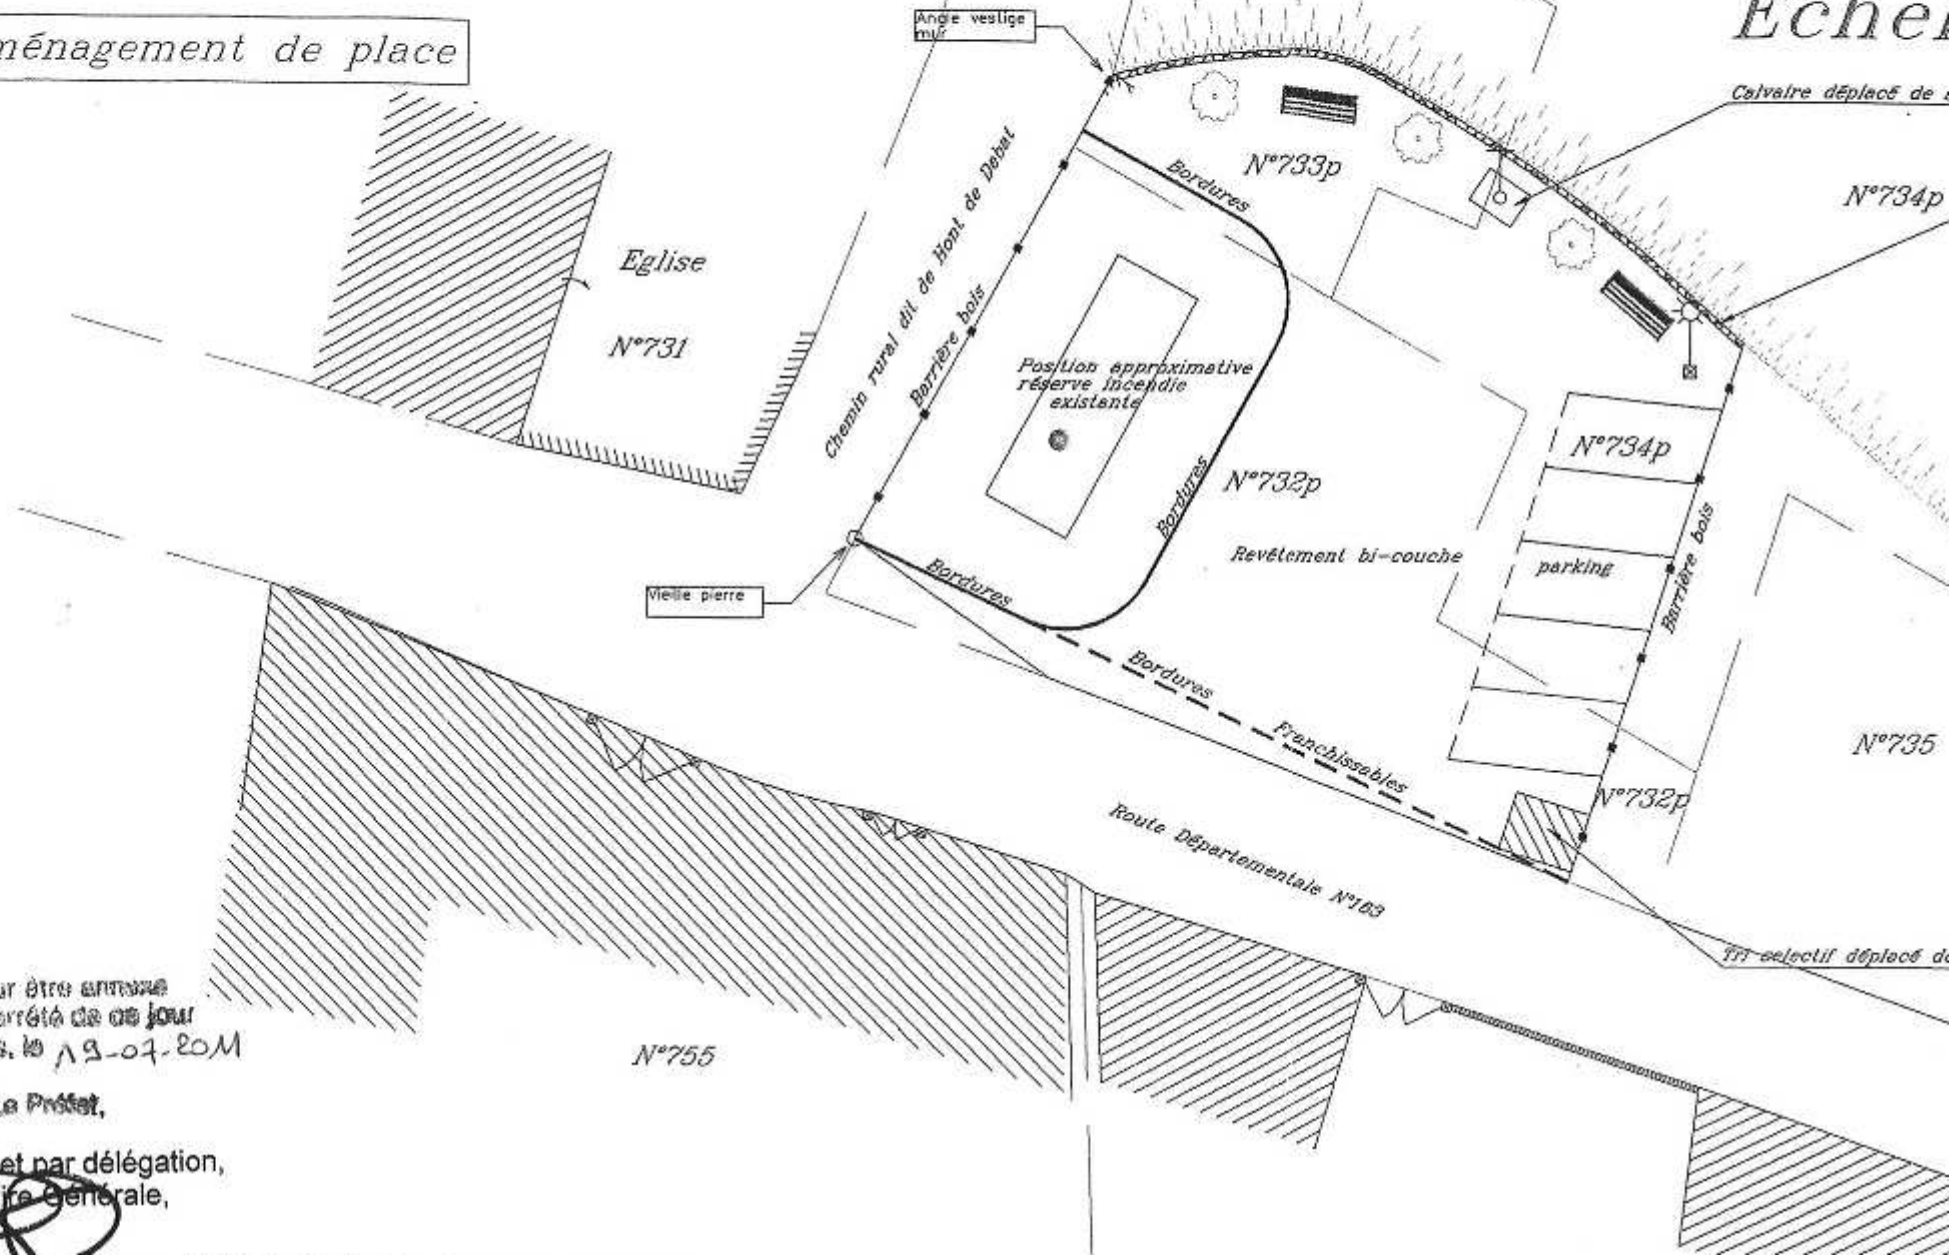 ménagement de place
Angle vestige
mur
Echel
Calvaire déplacé de
N°733p
N°734p
Bordures
Eglise
N°731
Chemin rural dit. de Hont de Debat
Barrière bois
Position approximative
réserve incendie
existante
Bordures
N°732p
N°734p
Revêtement bi-couche
parking
Barrière bois
Vieille pierre
Bordures
Bordures
Franchissables
N°735
N°732p
Route Départementale N°163
Tri selectif déplacé de
ur être annexé
arrêté de ce jour
s. le 19-07-2011
N°755
Le Préfet,
et par délégation,
ire Générale,